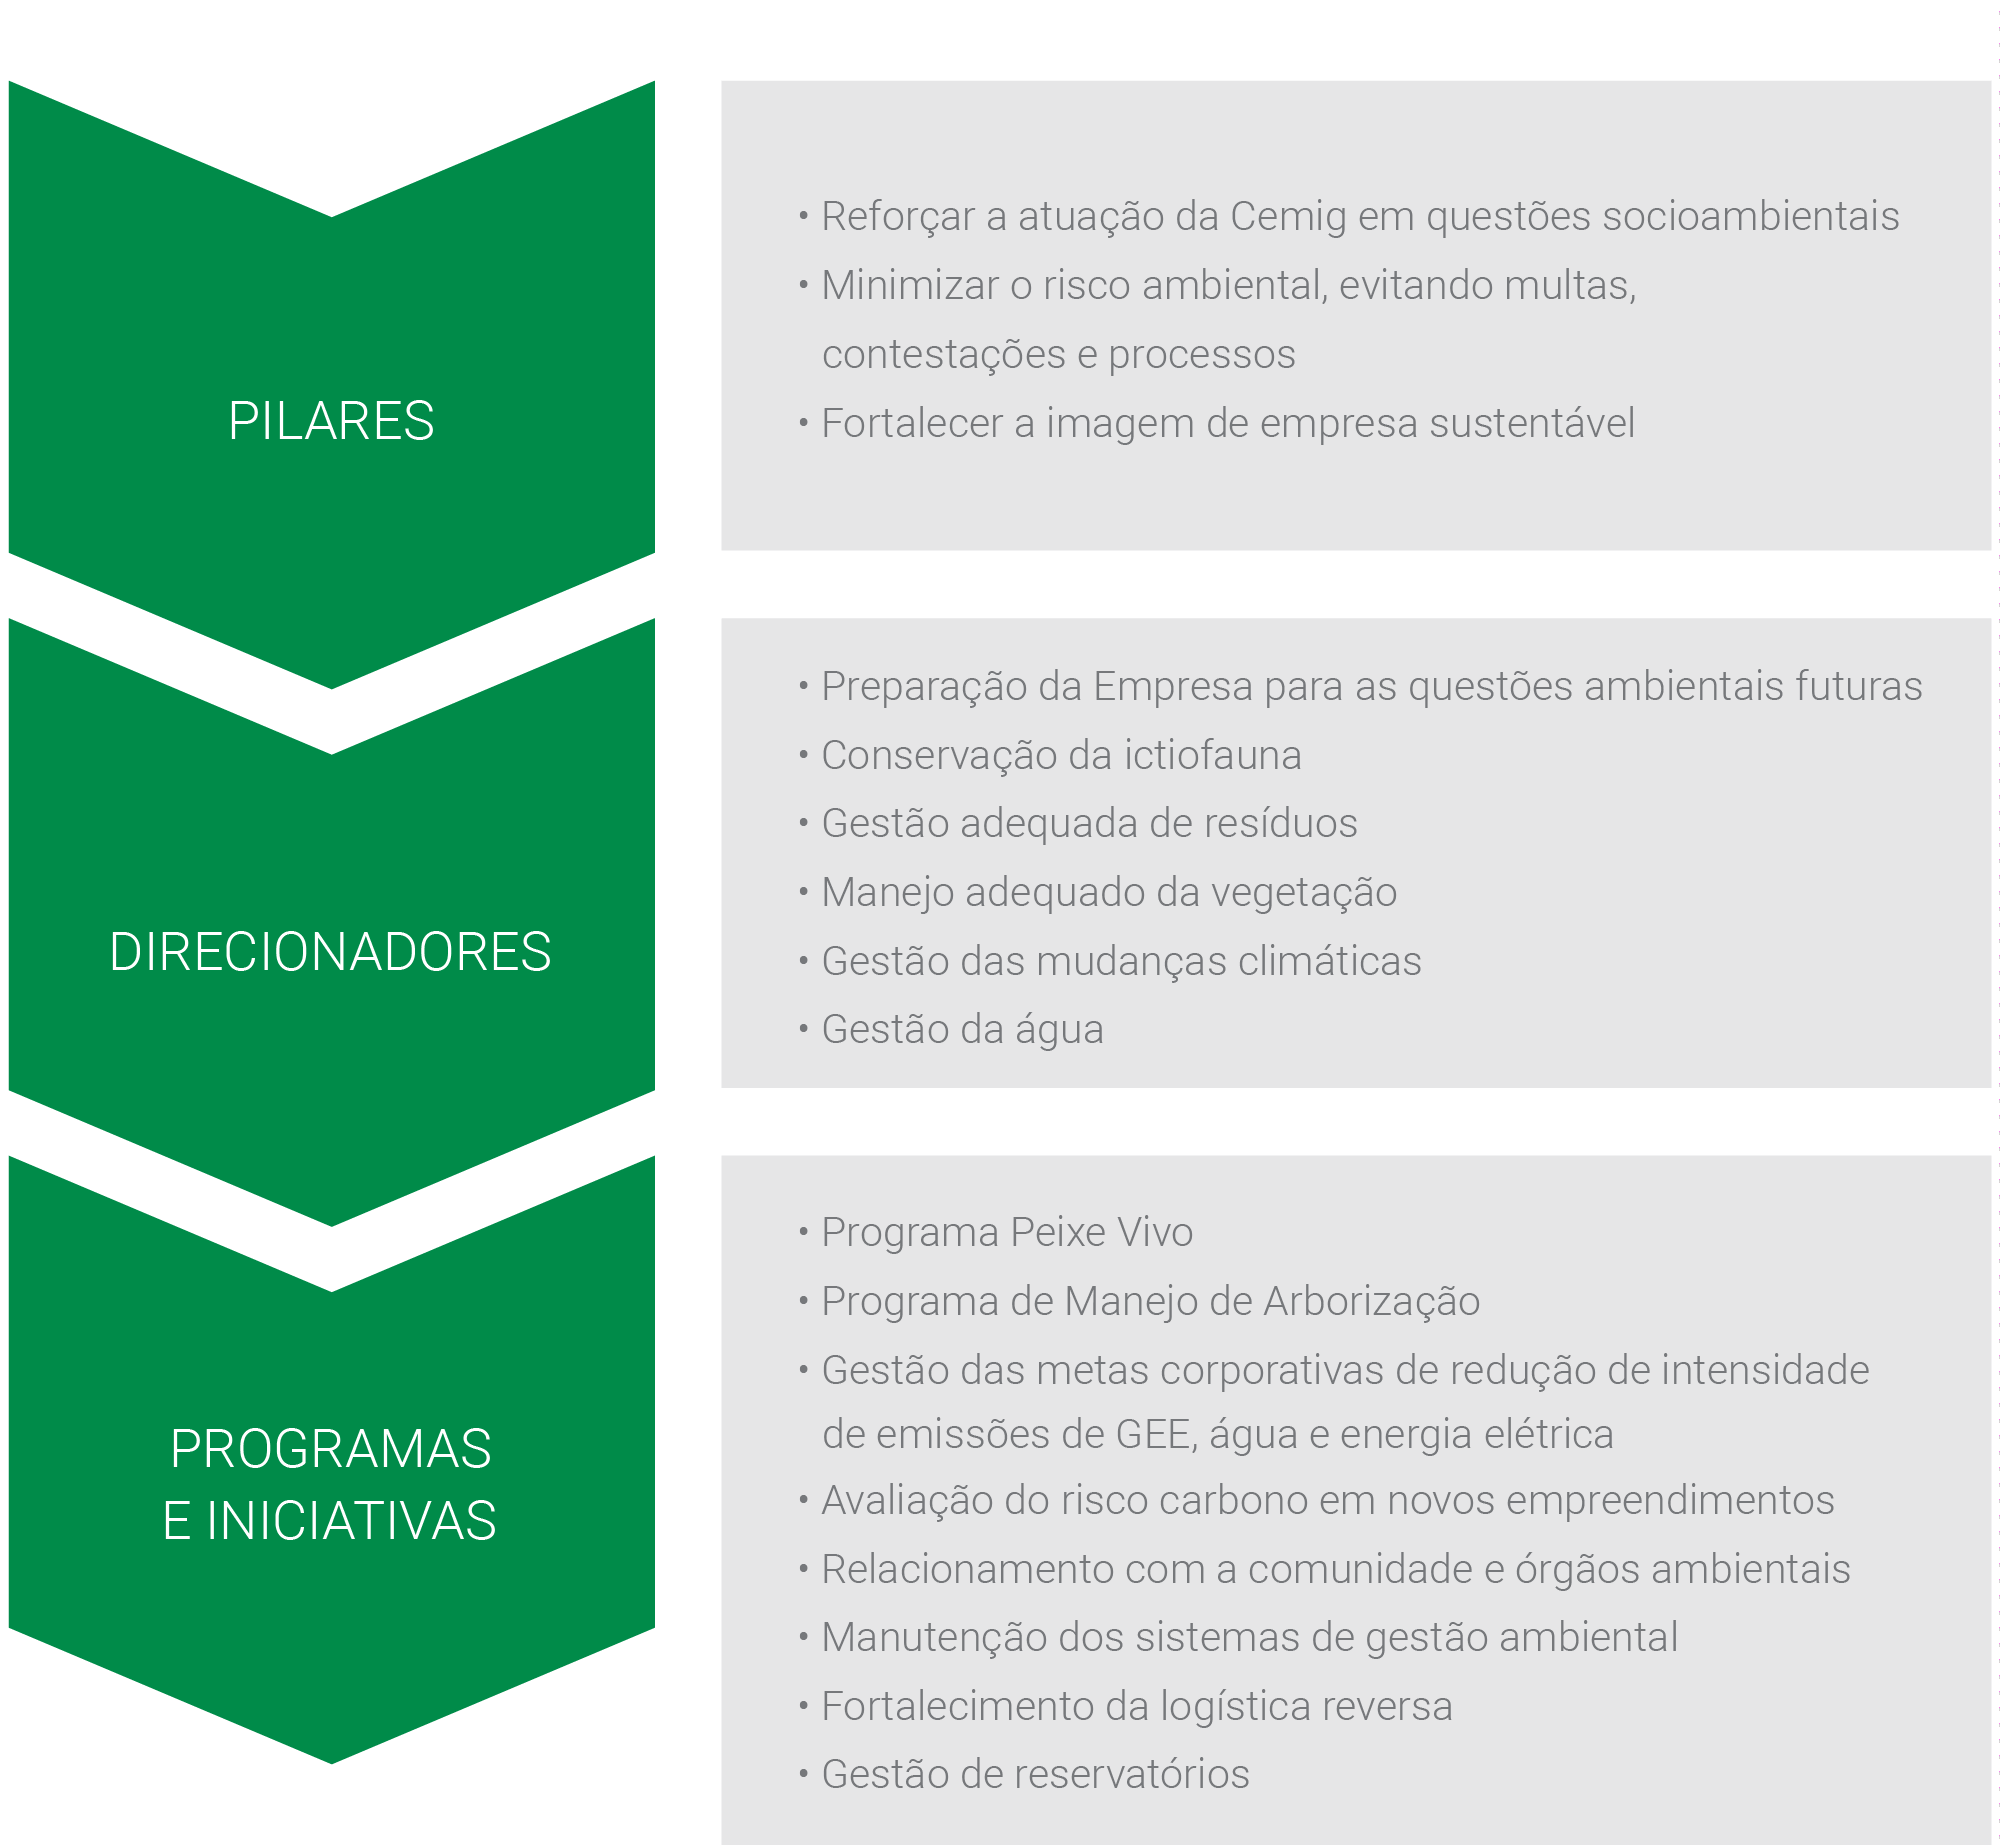 PILARES
• Reforçar a atuação da Cemig em questões socioambientais
• Minimizar o risco ambiental, evitando multas,
contestações e processos
• Fortalecer a imagem de empresa sustentável
DIRECIONADORES
• Preparação da Empresa para as questões ambientais futuras
• Conservação da ictiofauna
• Gestão adequada de resíduos
• Manejo adequado da vegetação
• Gestão das mudanças climáticas
• Gestão da água
PROGRAMAS
E INICIATIVAS
• Programa Peixe Vivo
• Programa de Manejo de Arborização
• Gestão das metas corporativas de redução de intensidade
de emissões de GEE, água e energia elétrica
• Avaliação do risco carbono em novos empreendimentos
• Relacionamento com a comunidade e órgãos ambientais
• Manutenção dos sistemas de gestão ambiental
• Fortalecimento da logística reversa
• Gestão de reservatórios